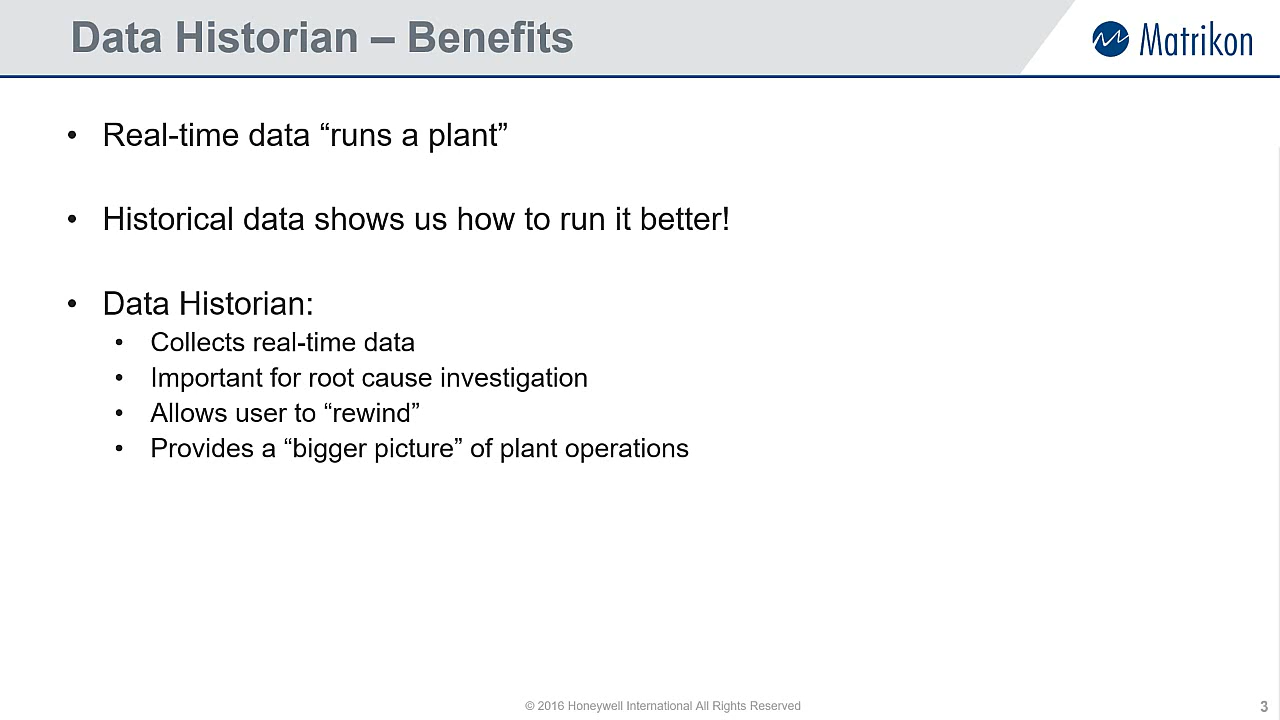 Data Historian – Benefits
Matrikon
• Real-time data “runs a plant”
• Historical data shows us how to run it better!
• Data Historian:
• Collects real-time data
• Important for root cause investigation
• Allows user to “rewind”
• Provides a “bigger picture” of plant operations
© 2016 Honeywell International All Rights Reserved
3